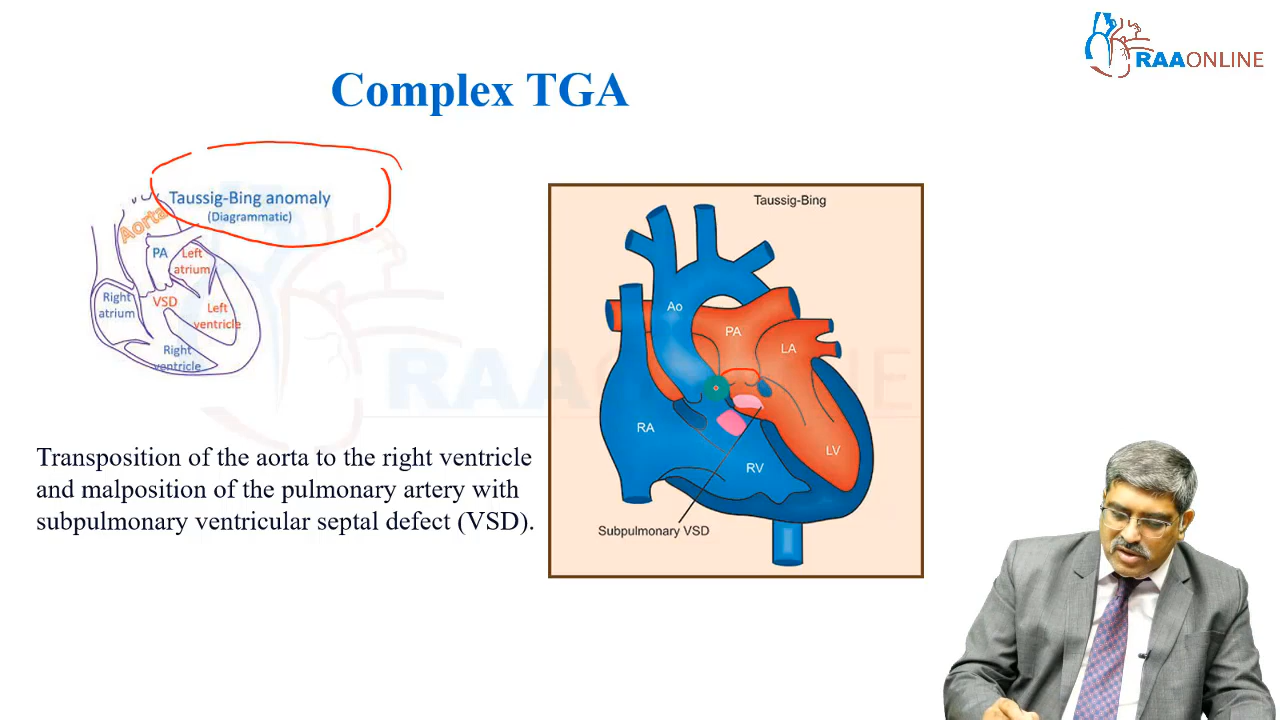 RAAONLINE
Complex TGA
Taussig-Bing anomaly
(Diagrammatic)
Aorta
PA
Left
atrium
VSD
Right
atrium
Left
ventricle
Right
ventricle
Taussig-Bing
Ao
PA
LA
RA
LV
RV
Subpulmonary VSD
RAAONLINE
Transposition of the aorta to the right ventricle
and malposition of the pulmonary artery with
subpulmonary ventricular septal defect (VSD).